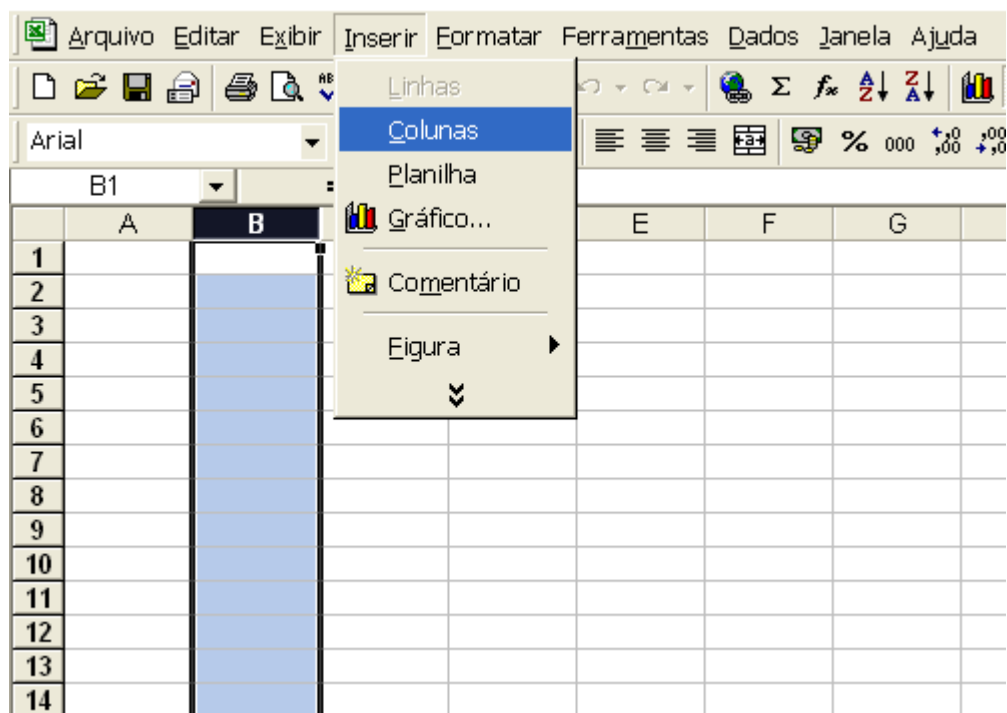 Arquivo Editar Exibir Inserir Formatar Ferramentas Dados Janela Ajuda
Linhas
Colunas
Planilha
Gráfico...
Comentário
Figura
Arial
% 000
B1 =
A B E F G
1
2
3
4
5
6
7
8
9
10
11
12
13
14